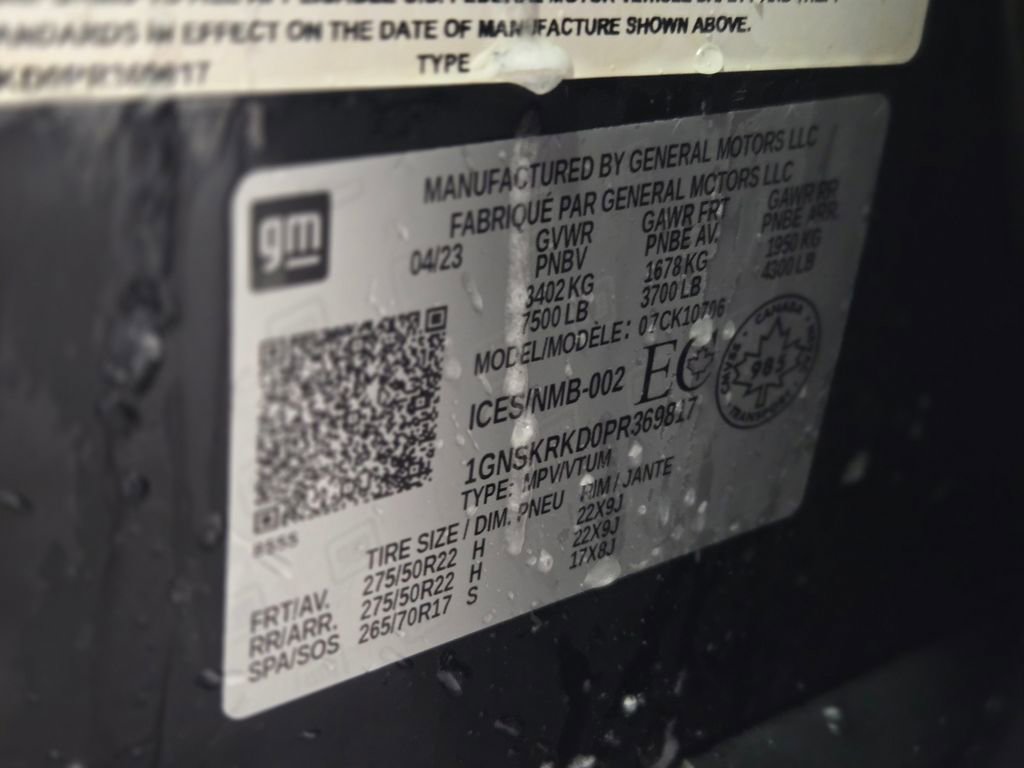 STANDARDS IN EFFECT ON THE DATE OF MANUFACTURE SHOWN ABOVE.
TYPE
gm
MANUFACTURED BY GENERAL MOTORS LLC
FABRIQUÉ PAR GENERAL MOTORS LLC
04/23 GVWR GAWR FRT GAWR RR
PNBV PNBE AV. PNBE ARR.
3402 KG 1678 KG 1950 KG
7500 LB 3700 LB 4300 LB
MODEL/MODÈLE: 07CK10706
ICES/NMB-002 EC
CANADA
TRANSPORT
1GNSKRKD0PR369817
TYPE: MPV/VTUM
TIRE SIZE / DIM. PNEU RIM / JANTE
FRT/AV. 275/50R22 H 22X9J
RR/ARR. 275/50R22 H 22X9J
SPA/SOS 265/70R17 S 17X8J